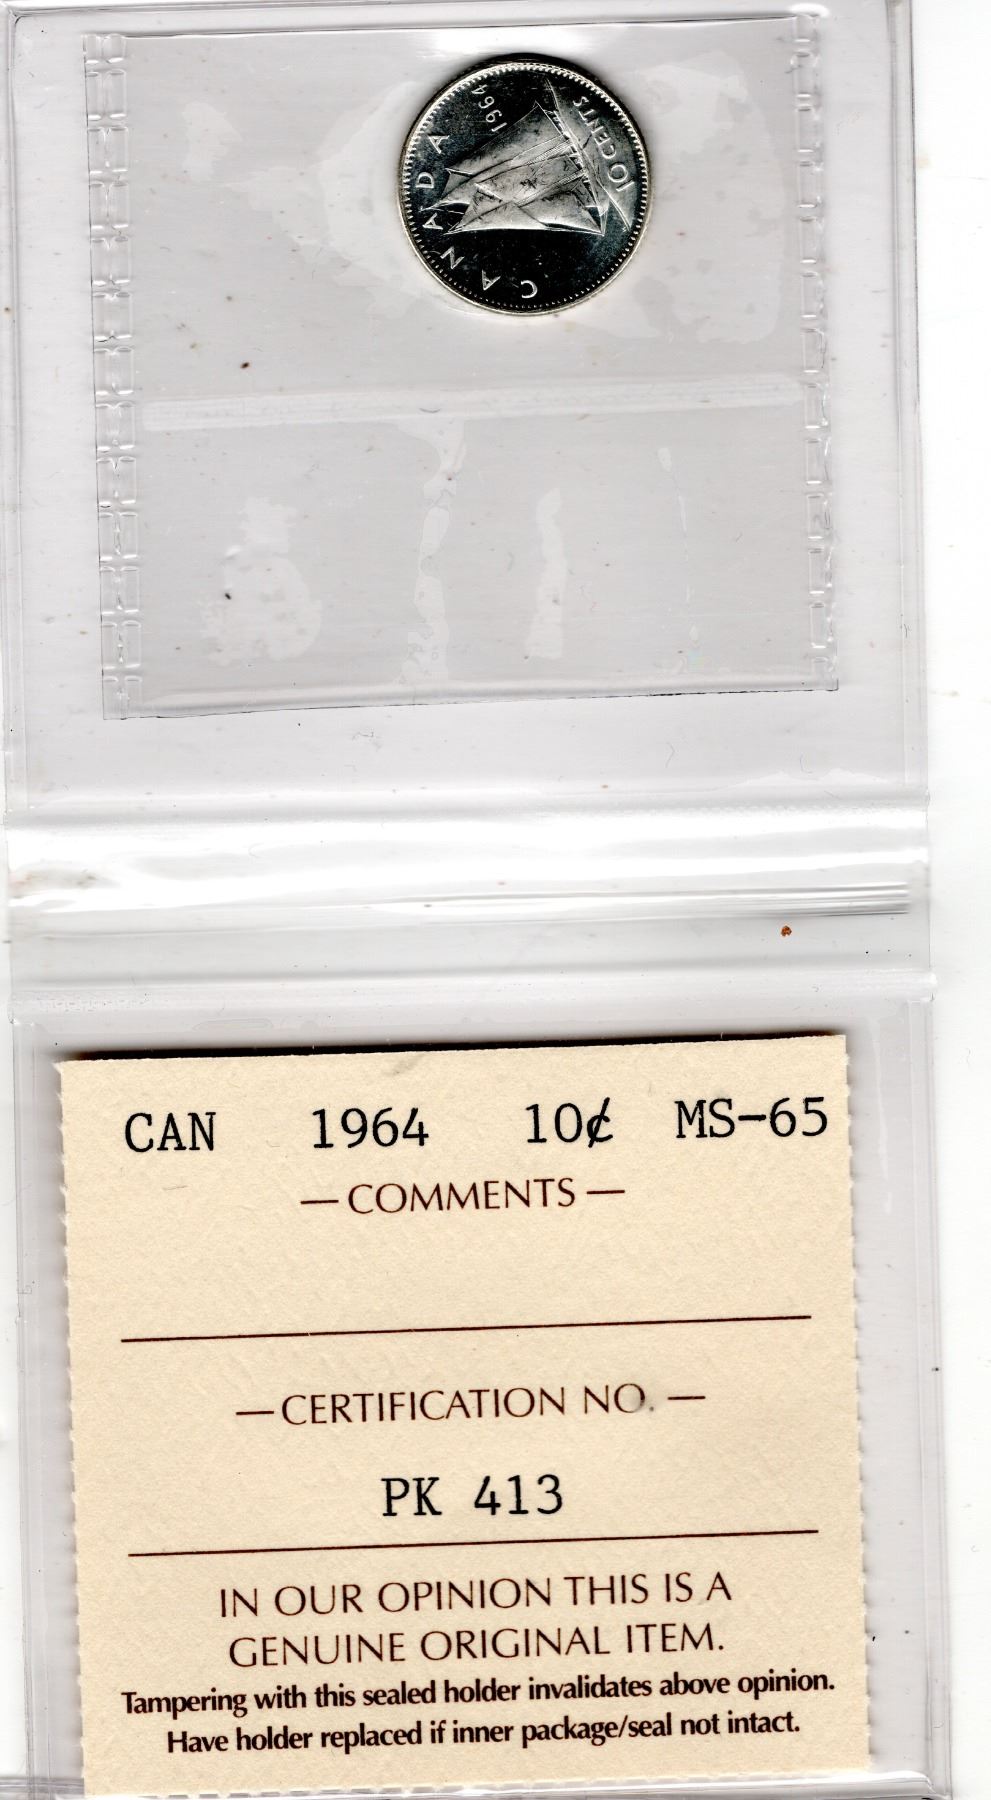 CANADA
1964
10 CENTS
CAN 1964 10¢ MS-65
— COMMENTS —
— CERTIFICATION NO. —
PK 413
IN OUR OPINION THIS IS A
GENUINE ORIGINAL ITEM.
Tampering with this sealed holder invalidates above opinion.
Have holder replaced if inner package/seal not intact.